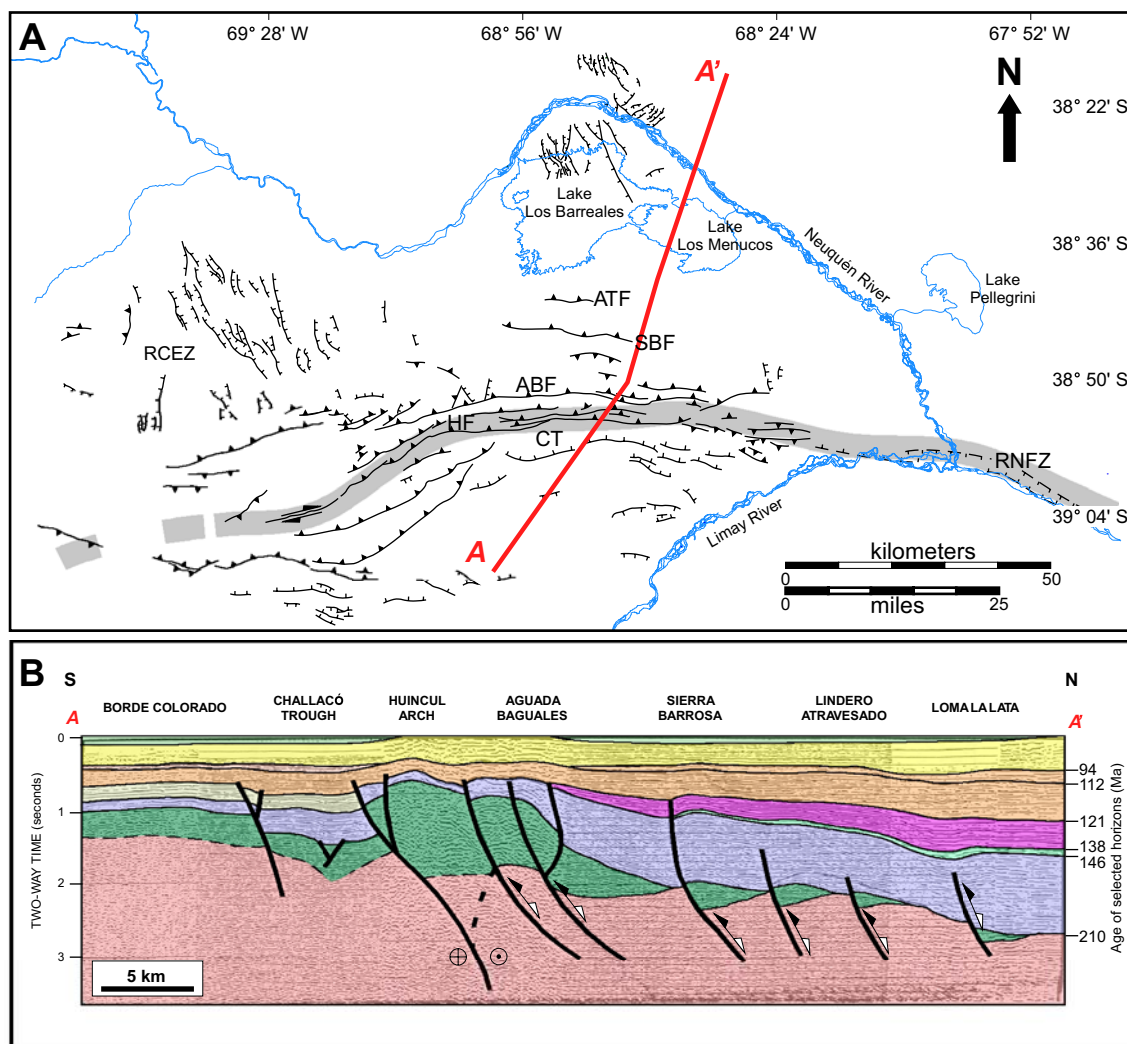 A
69° 28' W
68° 56' W
68° 24' W
67° 52' W
A'
N
38° 22' S
Lake
Los Barreales
Lake
Los Menucos
38° 36' S
Neuquén River
Lake
Pellegrini
ATF
SBF
RCEZ
38° 50' S
ABF
HF
CT
RNFZ
39° 04' S
Limay River
A
kilometers
0
50
0
25
miles
B
S
N
BORDE COLORADO
CHALLACÓ
TROUGH
HUINCUL
ARCH
AGUADA
BAGUALES
SIERRA
BARROSA
LINDERO
ATRAVESADO
LOMA LA LATA
A
A'
0
1
2
3
TWO-WAY TIME (seconds)
94
112
121
138
146
210
Age of selected horizons (Ma)
5 km